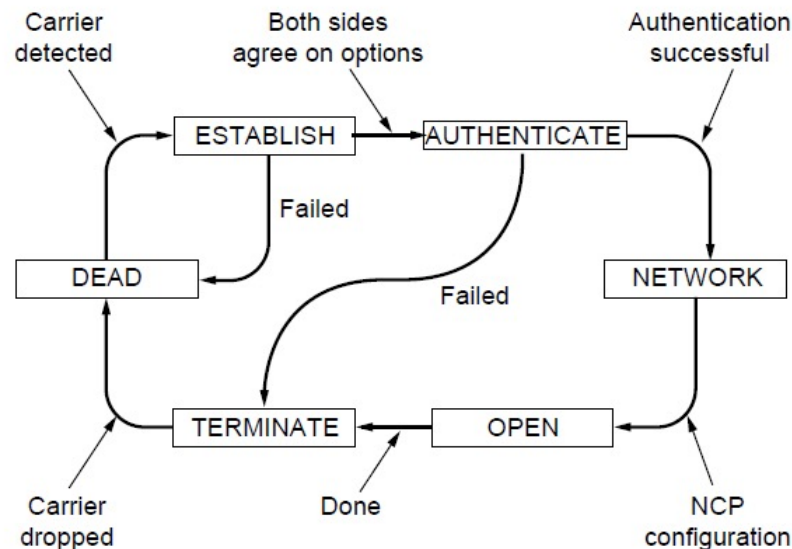 Carrier
detected
Both sides
agree on options
Authentication
successful
ESTABLISH
AUTHENTICATE
Failed
DEAD
NETWORK
Failed
TERMINATE
OPEN
Carrier
dropped
Done
NCP
configuration